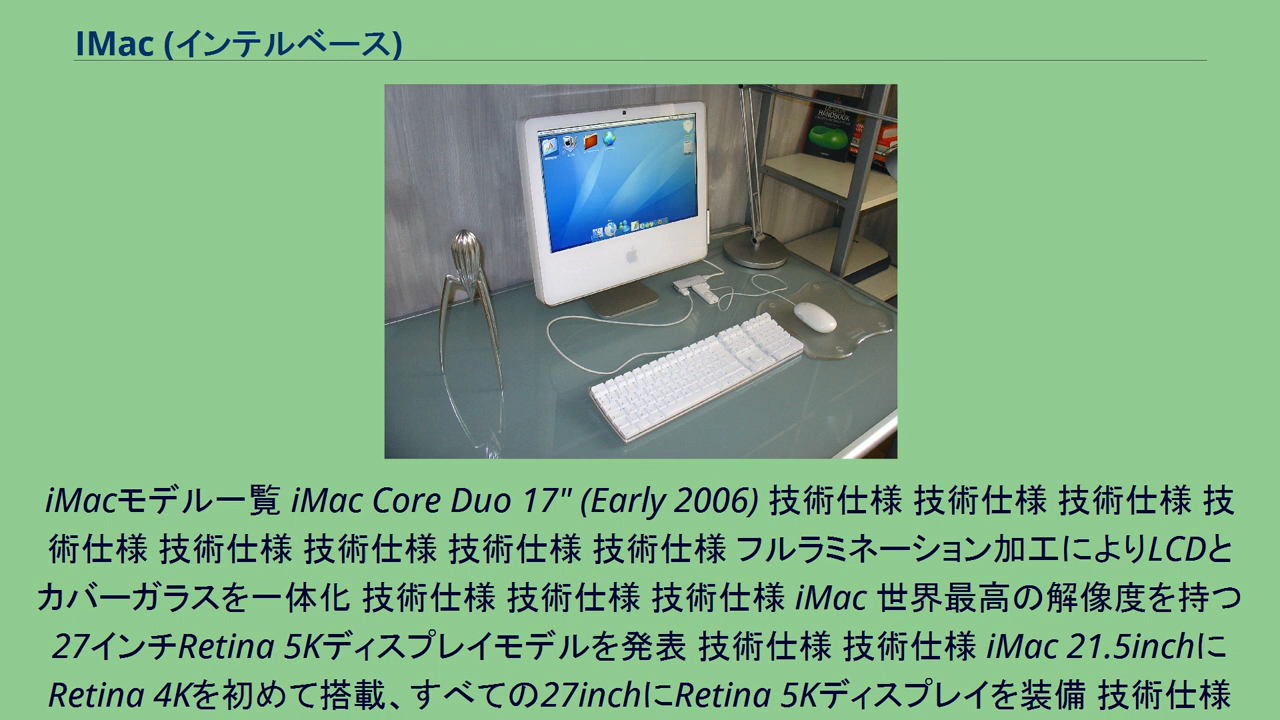 IMac (インテルベース)
HANDBOOK
iMacモデル一覧 iMac Core Duo 17" (Early 2006) 技術仕様 技術仕様 技術仕様 技
術仕様 技術仕様 技術仕様 技術仕様 技術仕様 フルラミネーション加工によりLCDと
カバーガラスを一体化 技術仕様 技術仕様 技術仕様 iMac 世界最高の解像度を持つ
27インチRetina 5Kディスプレイモデルを発表 技術仕様 技術仕様 iMac 21.5inchに
Retina 4Kを初めて搭載、すべての27inchにRetina 5Kディスプレイを装備 技術仕様